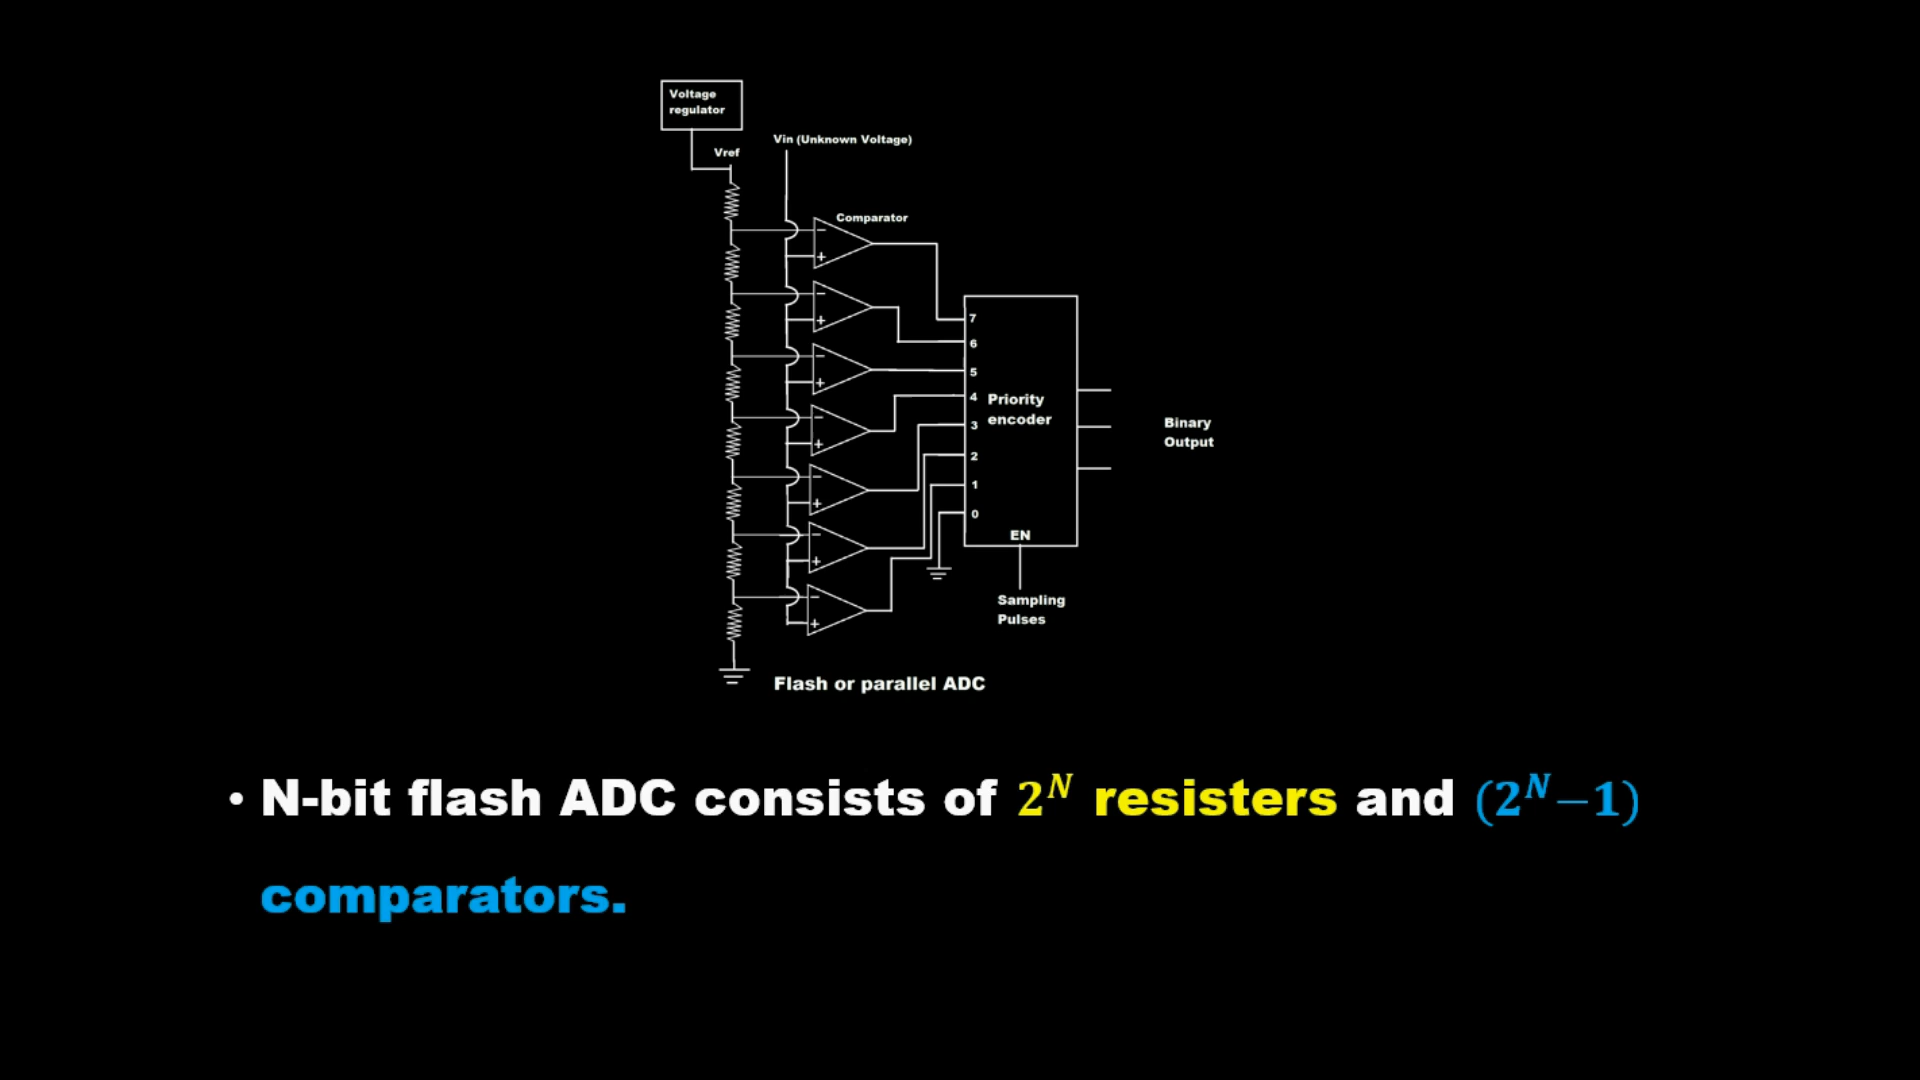 Voltage
regulator
Vref
Vin (Unknown Voltage)
Comparator
−
+
−
+
−
+
−
+
−
+
−
+
−
+
7
6
5
4
3
2
1
0
Priority
encoder
EN
Sampling
Pulses
Binary
Output
Flash or parallel ADC
• N-bit flash ADC consists of 2^N resisters and (2^N−1)
comparators.